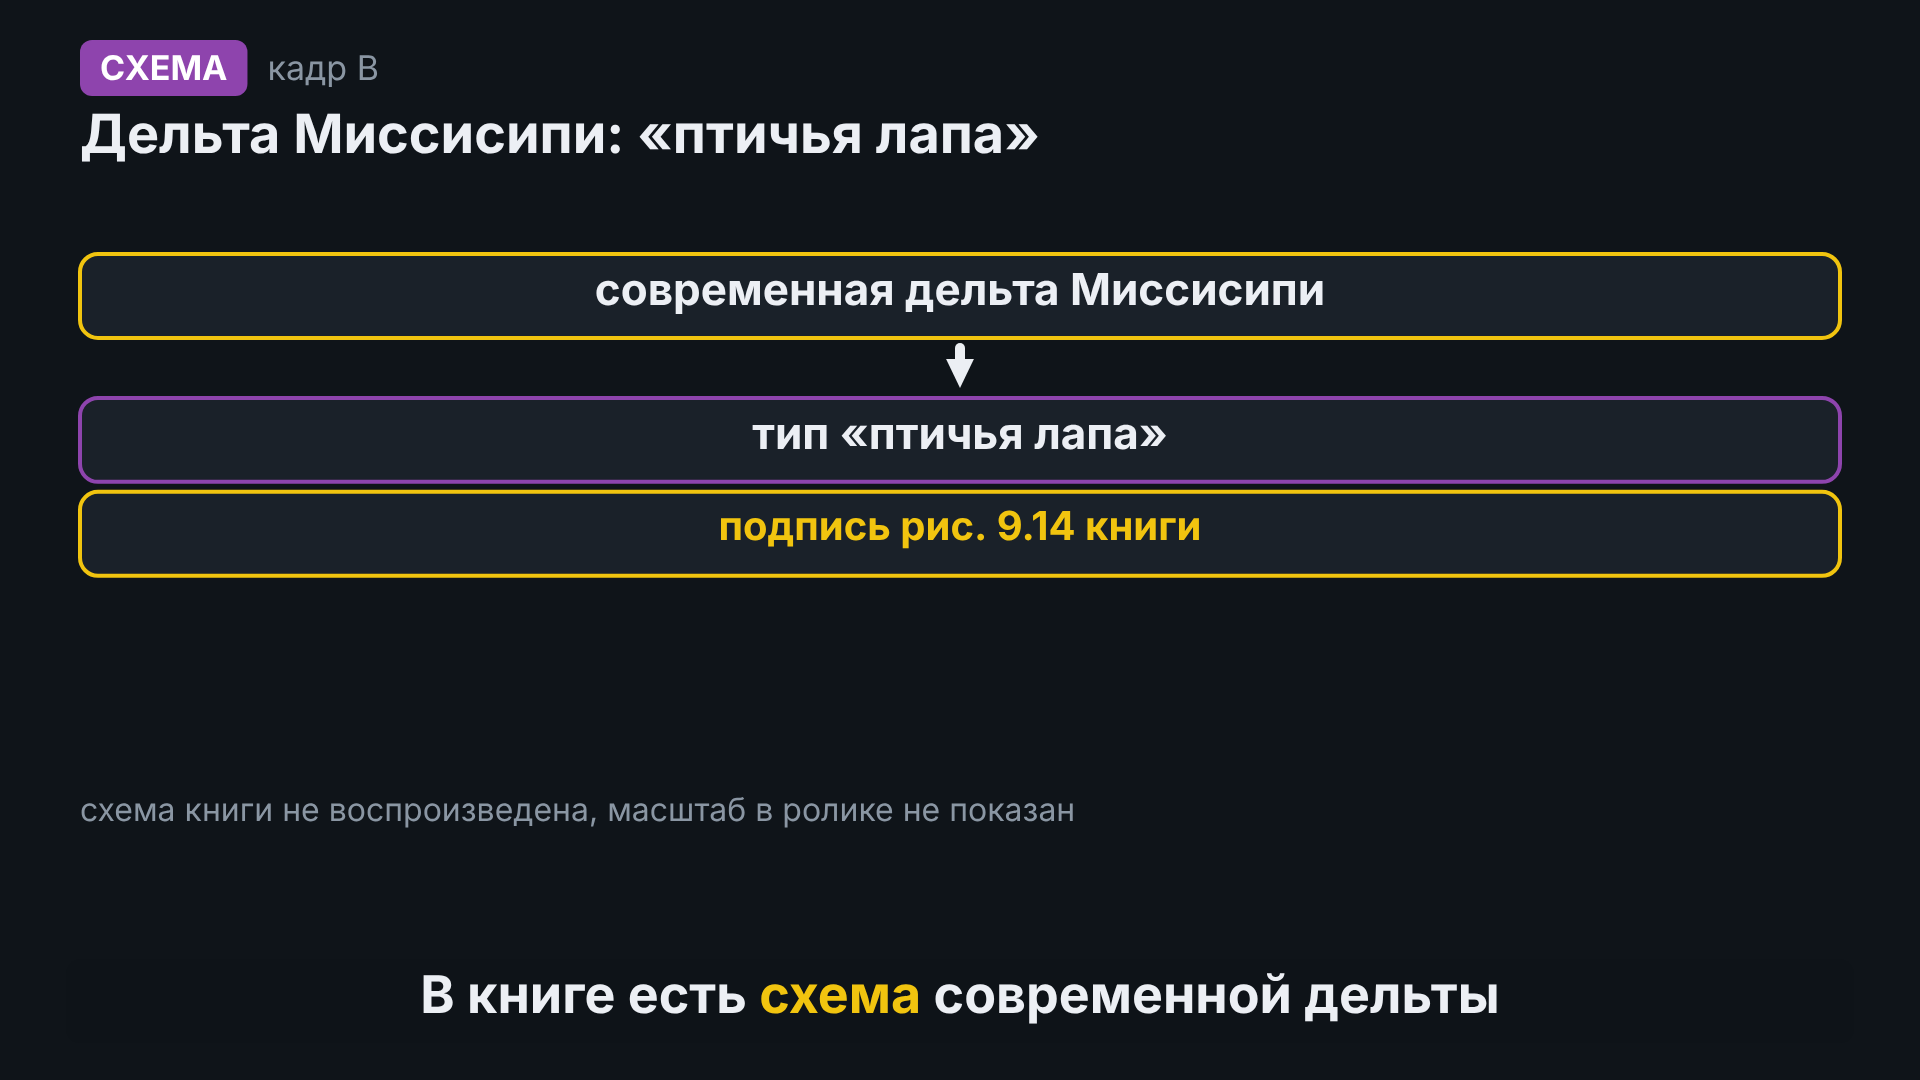 СХЕМА кадр В
Дельта Миссисипи: «птичья лапа»
современная дельта Миссисипи
тип «птичья лапа»
подпись рис. 9.14 книги
схема книги не воспроизведена, масштаб в ролике не показан
В книге есть схема современной дельты